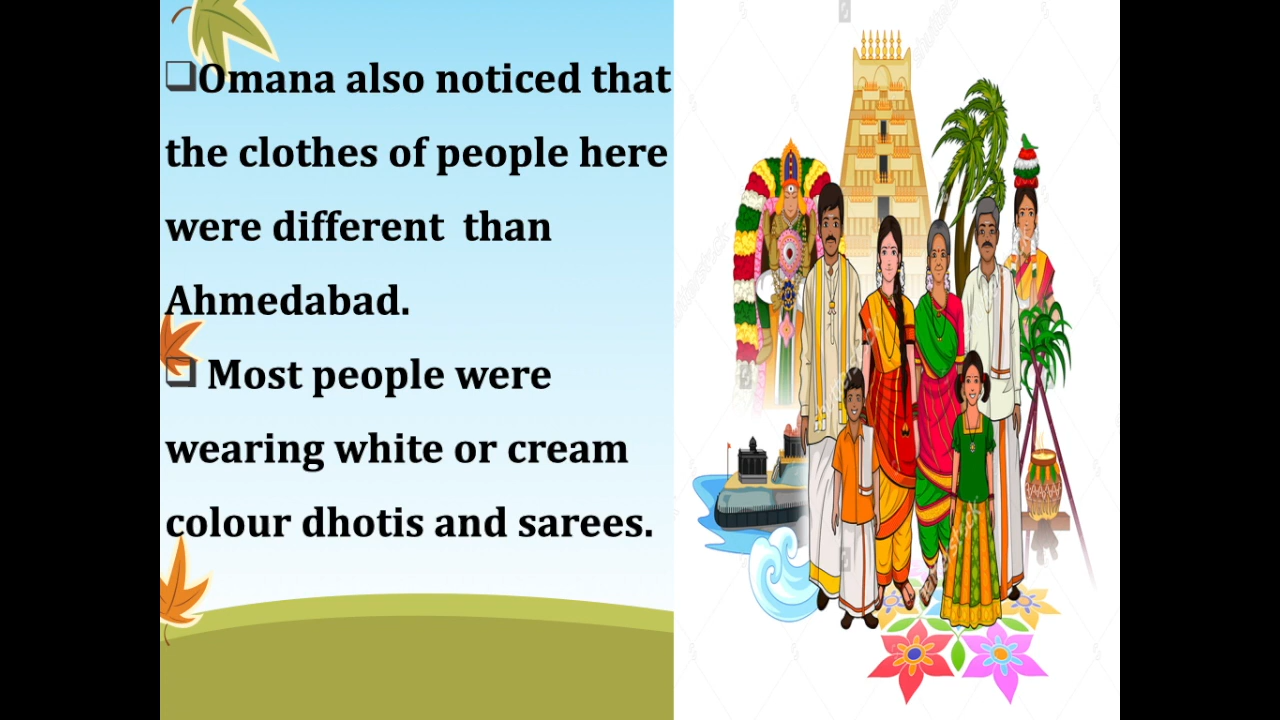 ❑Omana also noticed that
the clothes of people here
were different than
Ahmedabad.
❑ Most people were
wearing white or cream
colour dhotis and sarees.